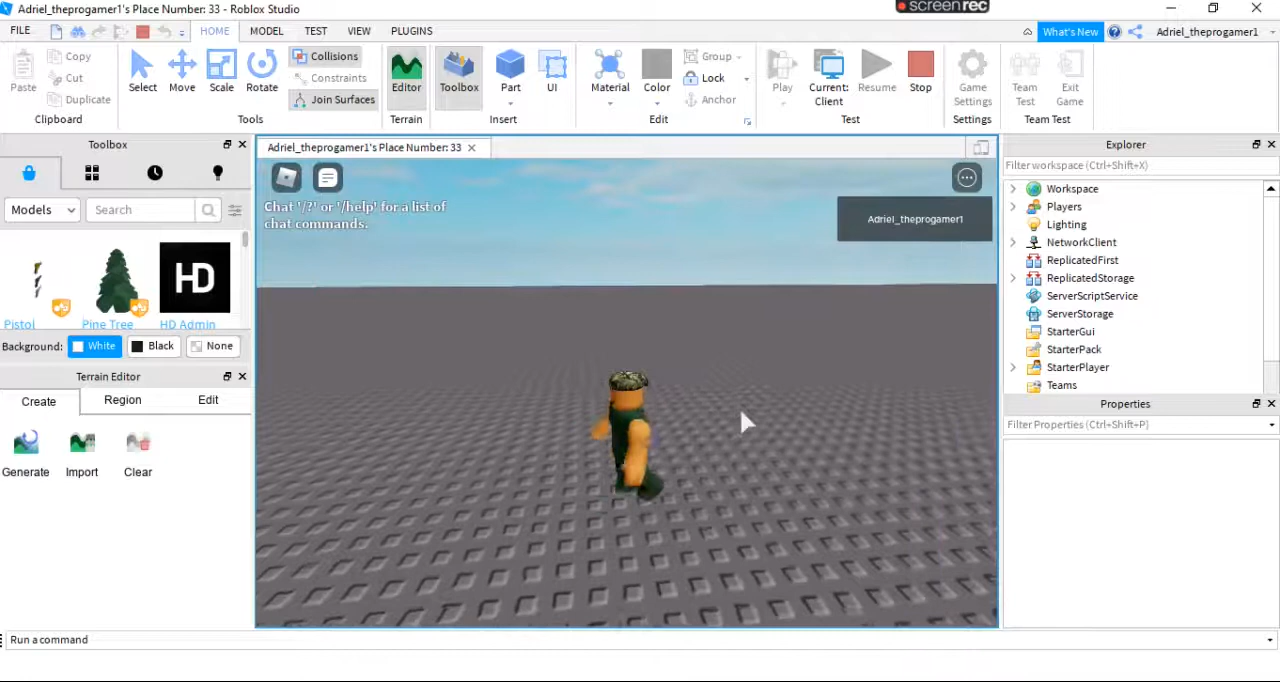 Adriel_theprogamer1's Place Number: 33 - Roblox Studio
screenrec
FILE
HOME
MODEL
TEST
VIEW
PLUGINS
What's New
Adriel_theprogamer1
Paste
Copy
Cut
Duplicate
Clipboard
Select
Move
Scale
Rotate
Tools
Collisions
Constraints
Join Surfaces
Editor
Terrain
Toolbox
Part
UI
Insert
Material
Color
Group
Lock
Anchor
Edit
Play
Current:
Client
Resume
Stop
Test
Game
Settings
Settings
Team
Test
Exit
Game
Team Test
Toolbox
Models
Search
HD
Pistol
Pine Tree
HD Admin
Background:
White
Black
None
Terrain Editor
Create
Region
Edit
Generate
Import
Clear
Adriel_theprogamer1's Place Number: 33
Chat '/?' or '/help' for a list of
chat commands.
Adriel_theprogamer1
Explorer
Filter workspace (Ctrl+Shift+X)
Workspace
Players
Lighting
NetworkClient
ReplicatedFirst
ReplicatedStorage
ServerScriptService
ServerStorage
StarterGui
StarterPack
StarterPlayer
Teams
Properties
Filter Properties (Ctrl+Shift+P)
Run a command